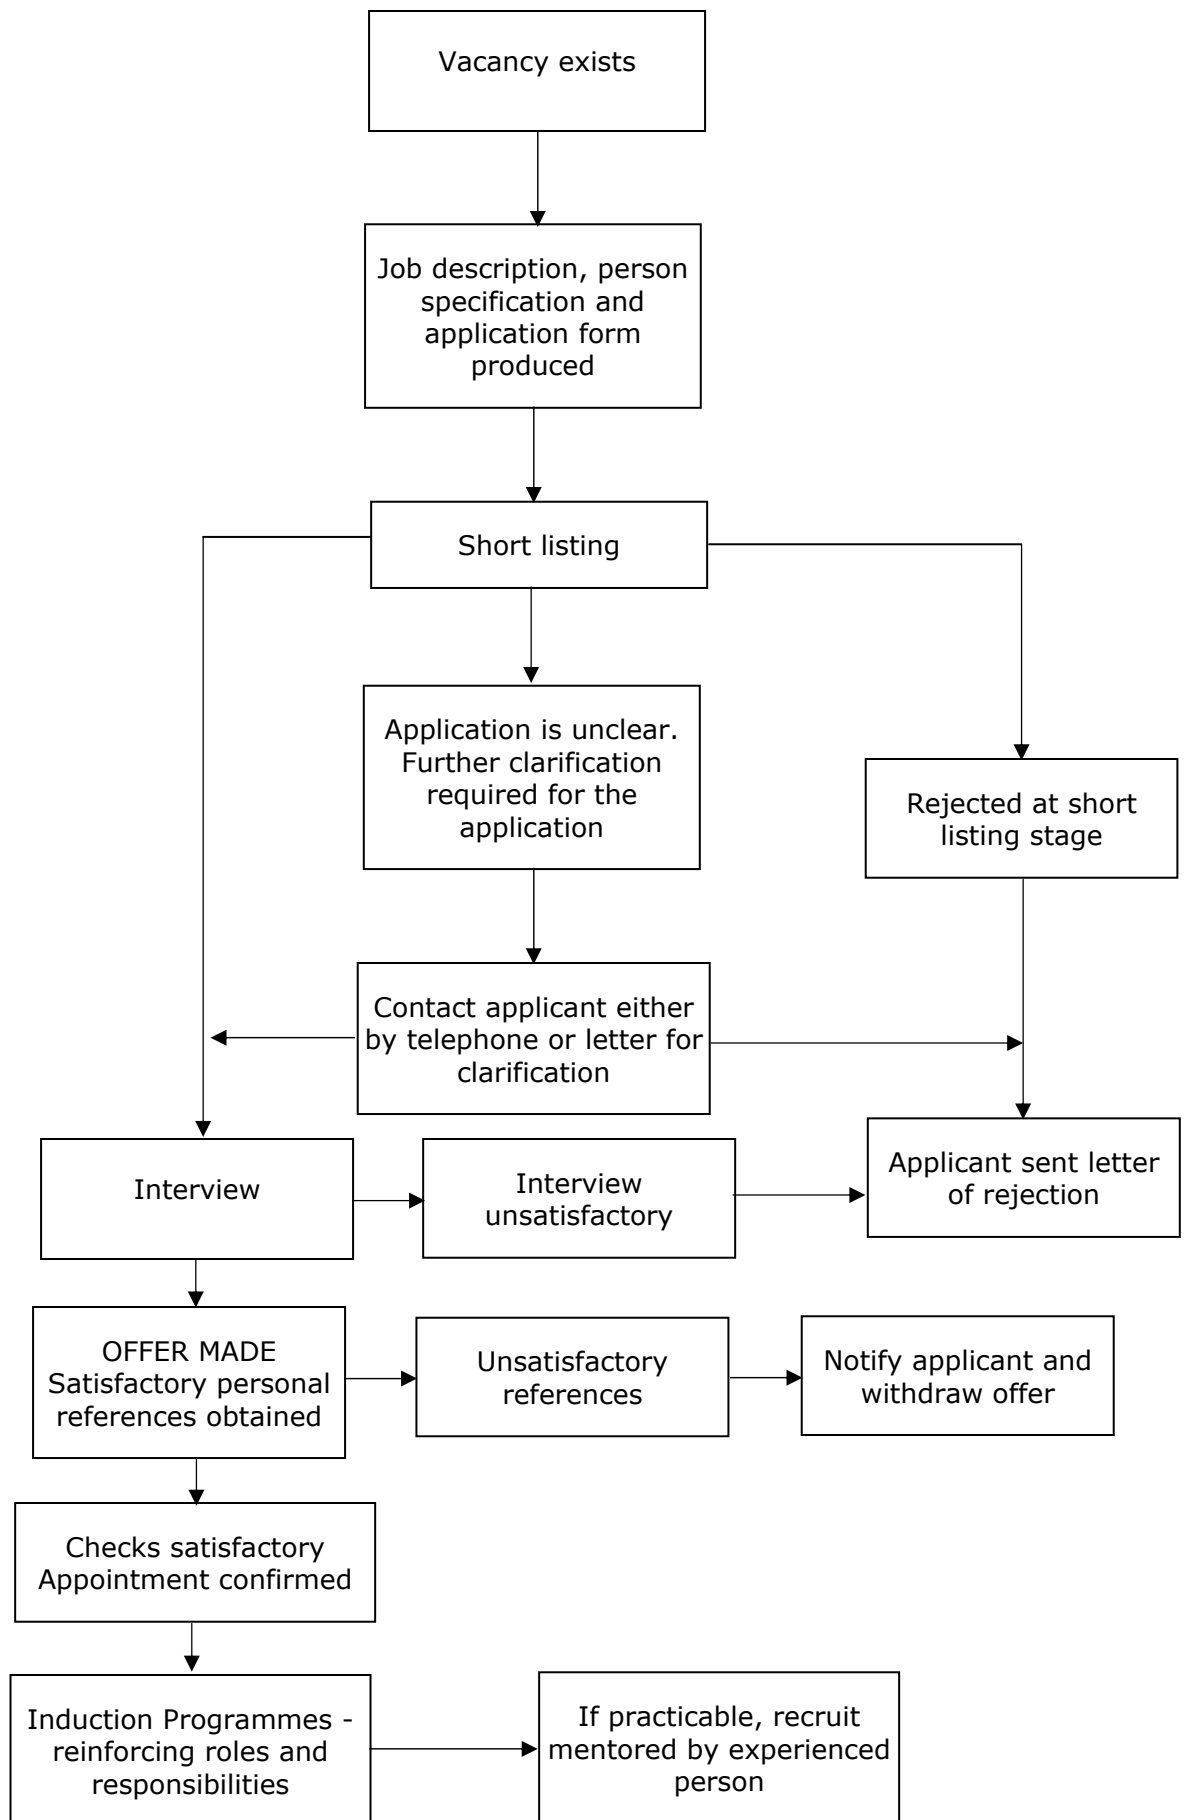 Vacancy exists
Job description, person
specification and
application form
produced
Short listing
Application is unclear.
Further clarification
required for the
application
Rejected at short
listing stage
Contact applicant either
by telephone or letter for
clarification
Interview
Interview
unsatisfactory
Applicant sent letter
of rejection
OFFER MADE
Satisfactory personal
references obtained
Unsatisfactory
references
Notify applicant and
withdraw offer
Checks satisfactory
Appointment confirmed
Induction Programmes -
reinforcing roles and
responsibilities
If practicable, recruit
mentored by experienced
person